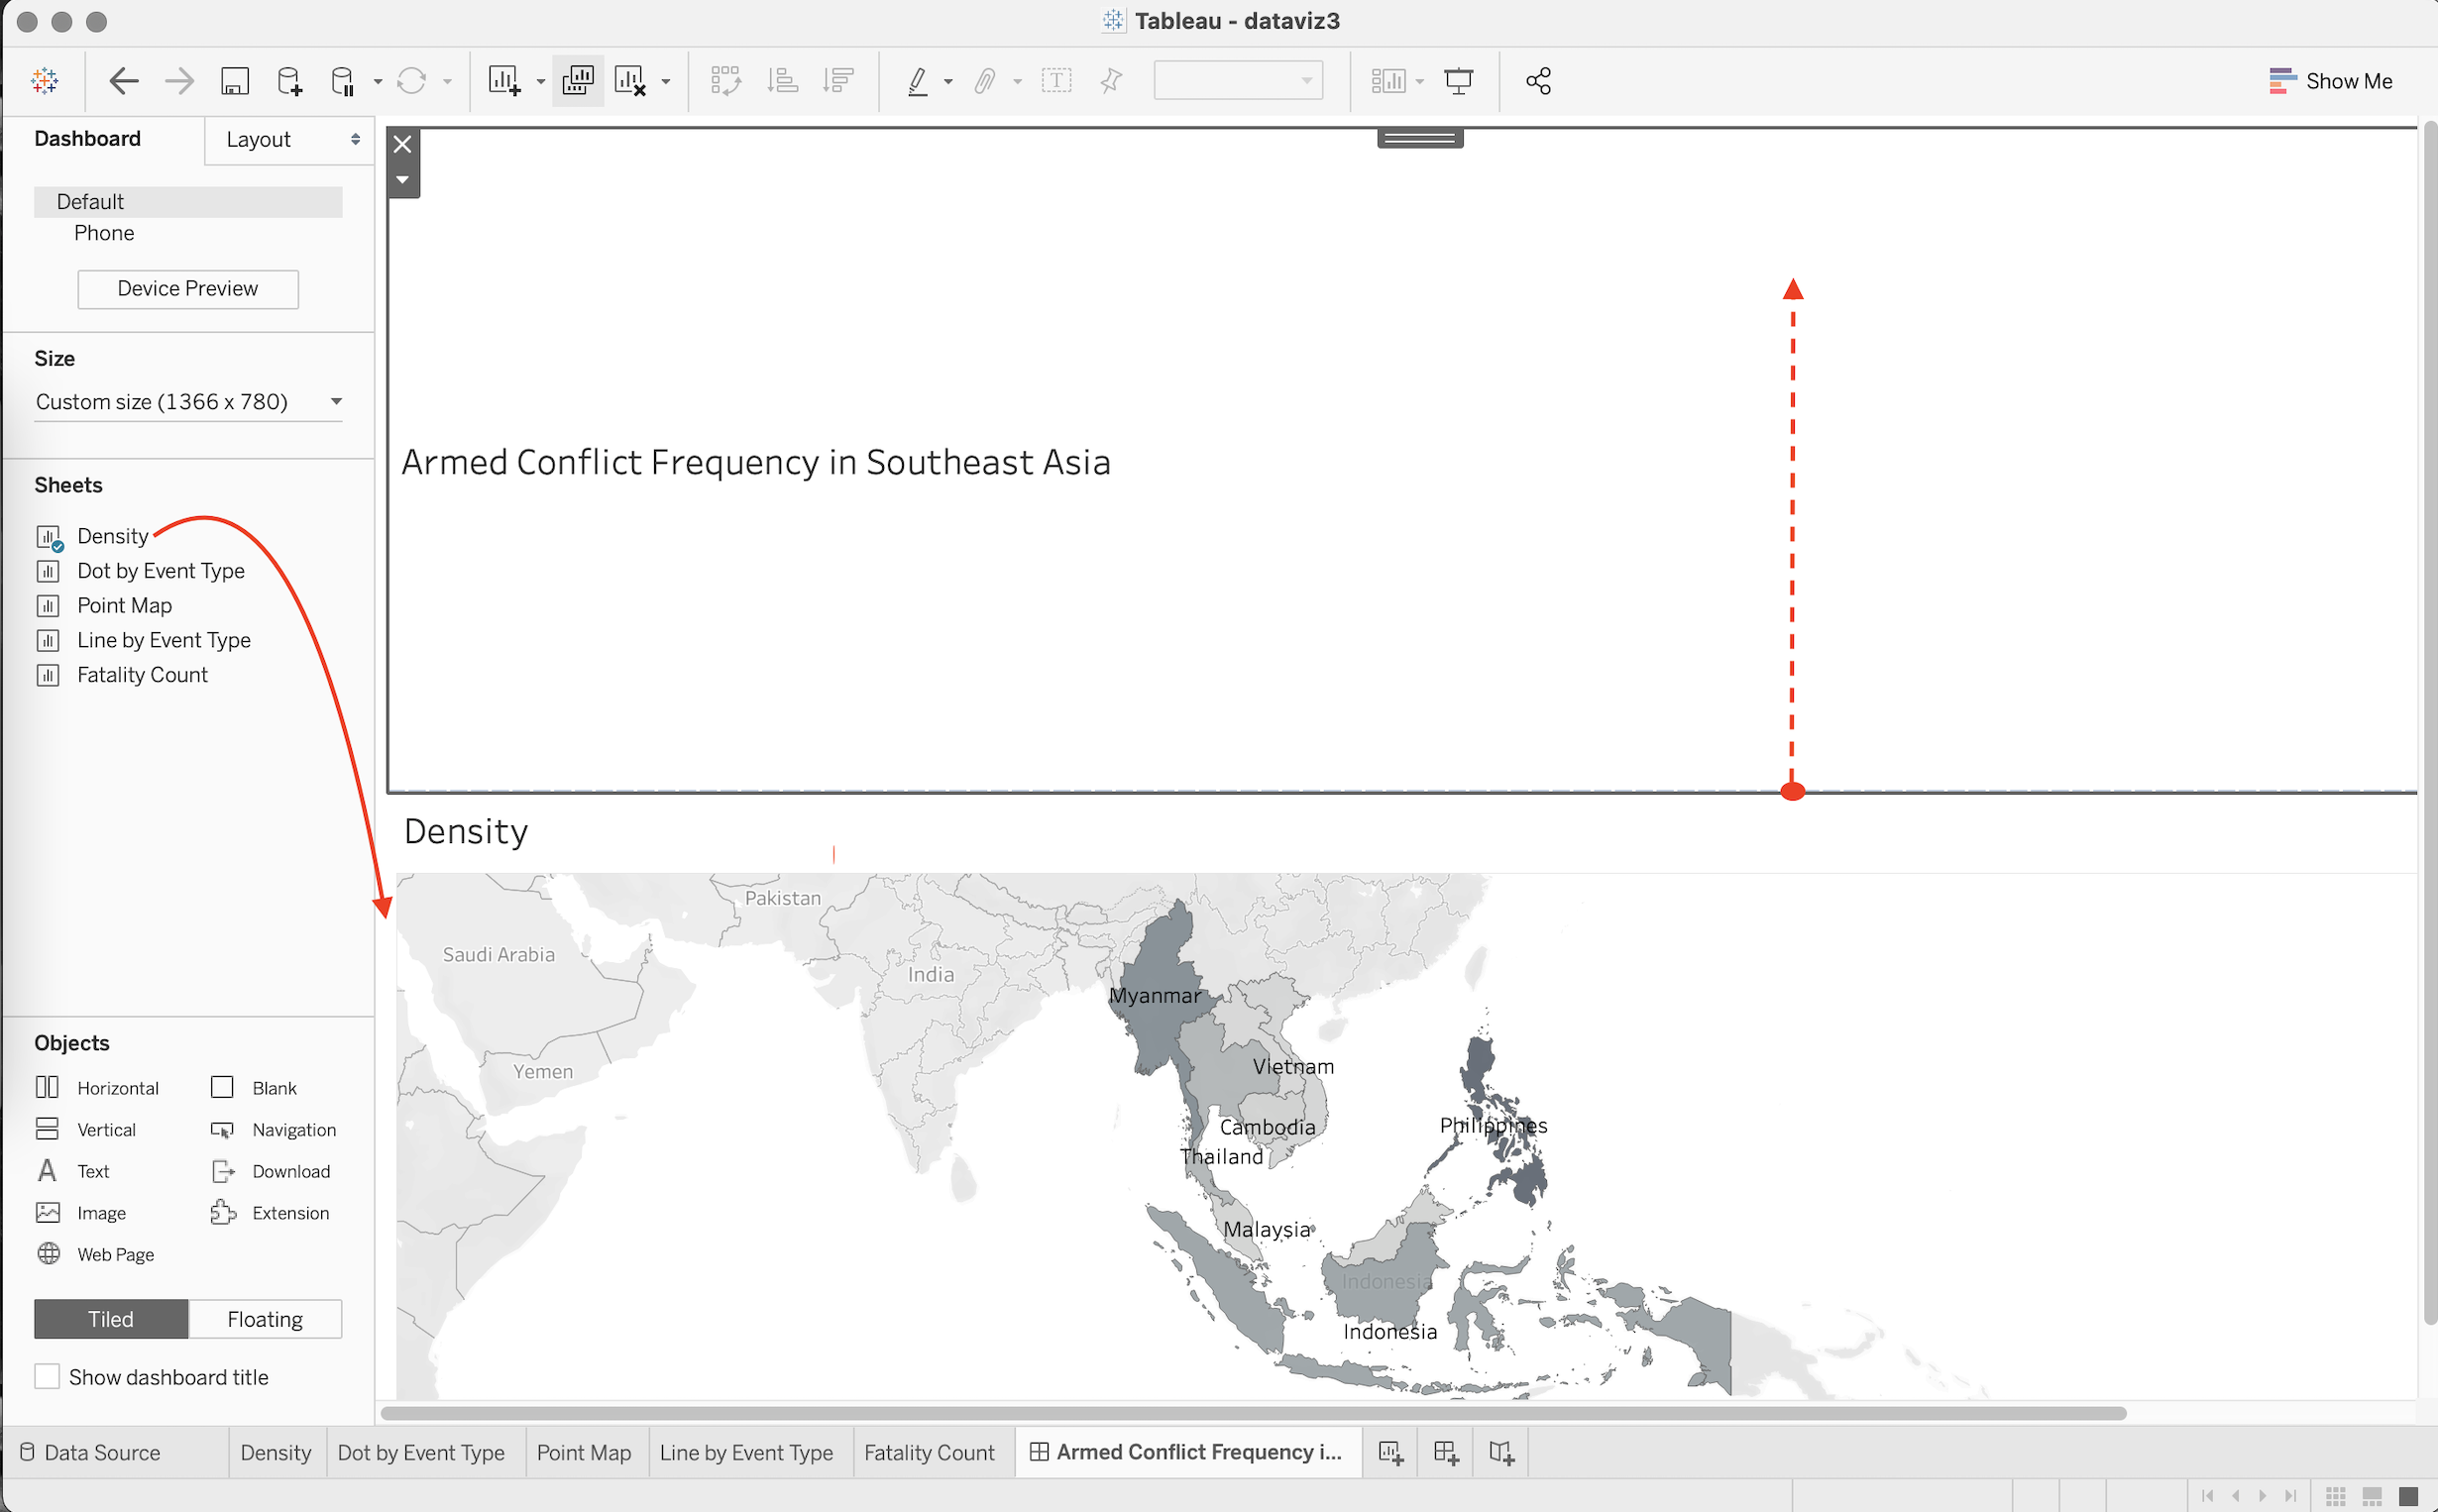 Tableau - dataviz3
Show Me
Dashboard
Layout
Default
Phone
Device Preview
Size
Custom size (1366 x 780)
Sheets
Density
Dot by Event Type
Point Map
Line by Event Type
Fatality Count
Objects
Horizontal
Blank
Vertical
Navigation
A Text
Download
Image
Extension
Web Page
Tiled
Floating
Show dashboard title
Armed Conflict Frequency in Southeast Asia
Density
Pakistan
Saudi Arabia
India
Myanmar
Yemen
Vietnam
Cambodia
Philippines
Thailand
Malaysia
Indonesia
Indonesia
Data Source
Density
Dot by Event Type
Point Map
Line by Event Type
Fatality Count
Armed Conflict Frequency i...